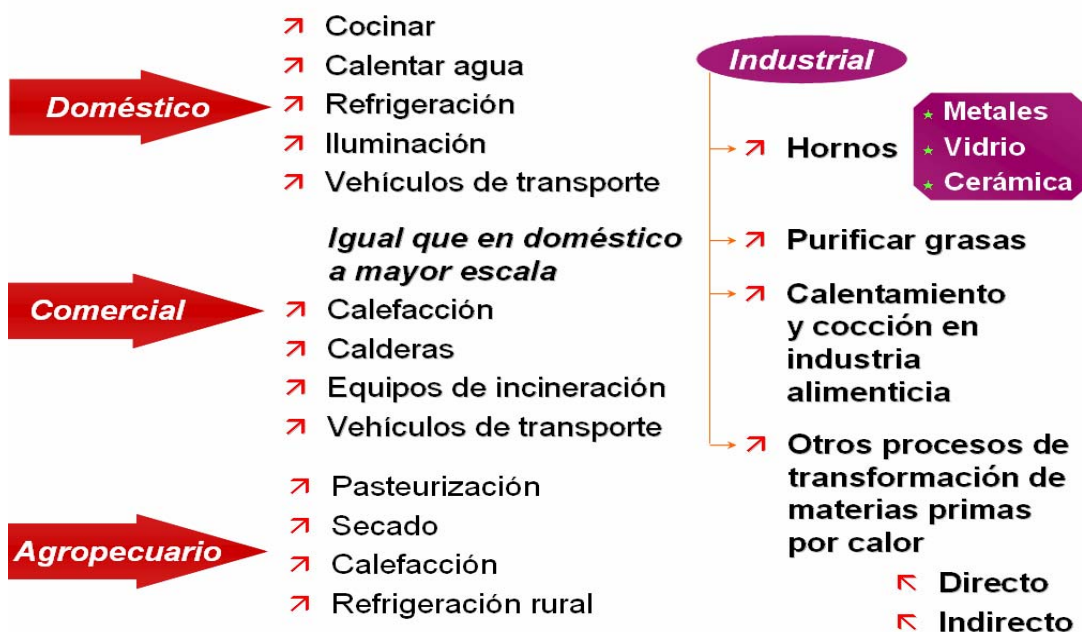 Doméstico
Cocinar
Calentar agua
Refrigeración
Iluminación
Vehículos de transporte
Comercial
Igual que en doméstico
a mayor escala
Calefacción
Calderas
Equipos de incineración
Vehículos de transporte
Agropecuario
Pasteurización
Secado
Calefacción
Refrigeración rural
Industrial
Hornos
Metales
Vidrio
Cerámica
Purificar grasas
Calentamiento
y cocción en
industria
alimenticia
Otros procesos de
transformación de
materias primas
por calor
Directo
Indirecto